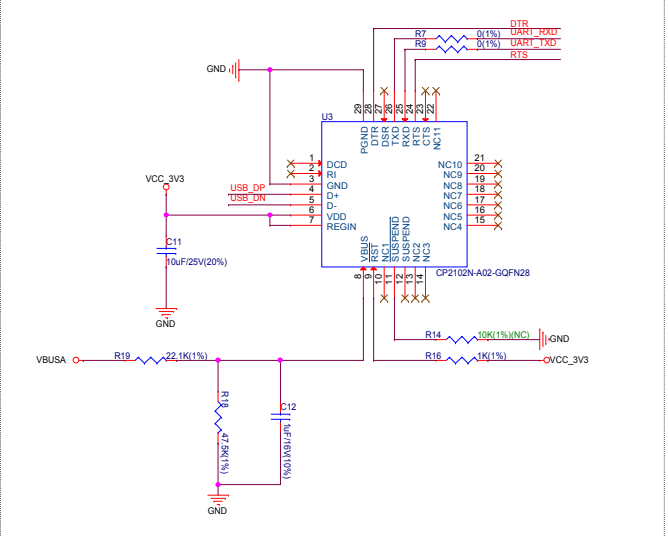 DTR
R7 0(1%) UART_RXD
R9 0(1%) UART_TXD
RTS
GND
29 28 27 26 25 24 23 22
U3
PGND DTR DSR TXD RXD RTS CTS NC11
1 DCD
2 RI
3 GND
4 D+
5 D-
6 VDD
7 REGIN
NC10 21
NC9 20
NC8 19
NC7 18
NC6 17
NC5 16
NC4 15
VCC_3V3
USB_DP
USB_DN
C11
10uF/25V(20%)
GND
VBUS RST NC1 SUSPEND SUSPEND NC2 NC3
8 9 10 11 12 13 14
CP2102N-A02-GQFN28
R14 10K(1%)(NC) GND
R16 1K(1%) VCC_3V3
VBUSA R19 22.1K(1%)
R18
47.5K(1%)
C12
1uF/16V(10%)
GND